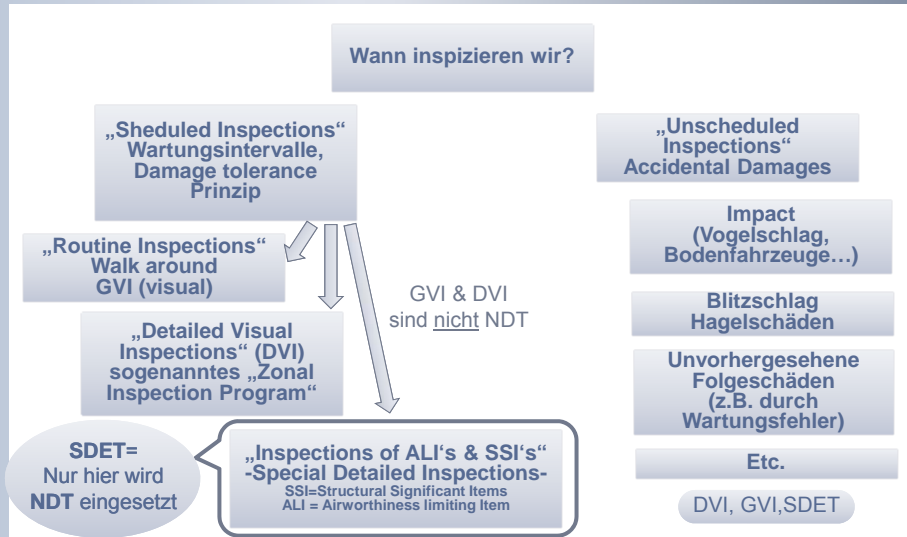 Wann inspizieren wir?
„Sheduled Inspections“
Wartungsintervalle,
Damage tolerance
Prinzip
„Routine Inspections“
Walk around
GVI (visual)
„Detailed Visual
Inspections“ (DVI)
sogenanntes „Zonal
Inspection Program“
GVI & DVI
sind nicht NDT
SDET=
Nur hier wird
NDT eingesetzt
„Inspections of ALI‘s & SSI‘s“
-Special Detailed Inspections-
SSI=Structural Significant Items
ALI = Airworthiness limiting Item
„Unscheduled
Inspections“
Accidental Damages
Impact
(Vogelschlag,
Bodenfahrzeuge…)
Blitzschlag
Hagelschäden
Unvorhergesehene
Folgeschäden
(z.B. durch
Wartungsfehler)
Etc.
DVI, GVI,SDET